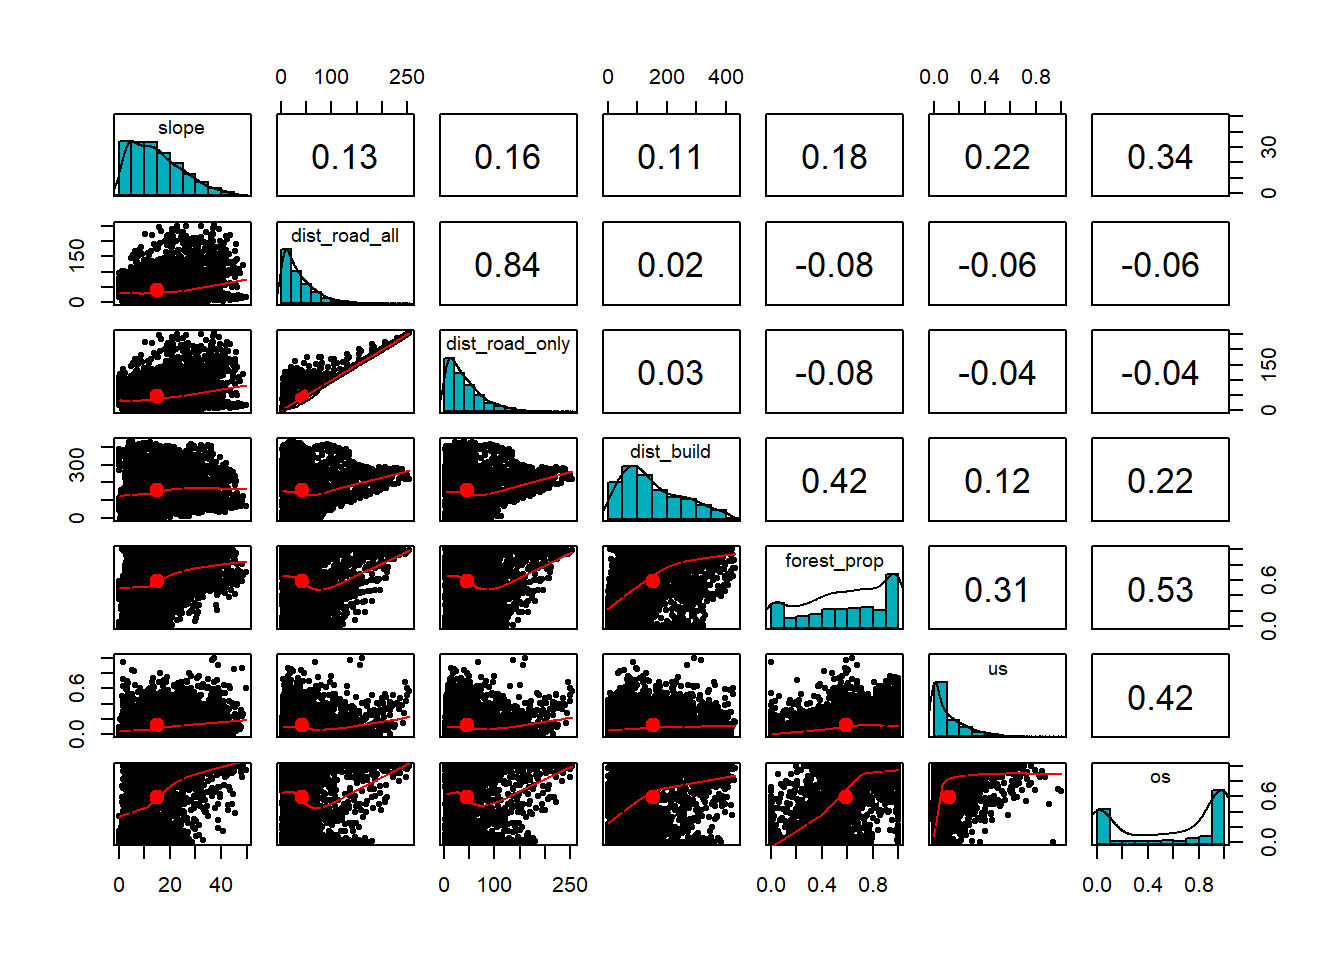 0 100 250 0 200 400 0.0 0.4 0.8
slope 0.13 0.16 0.11 0.18 0.22 0.34 0 30
0 150 dist_road_all 0.84 0.02 -0.08 -0.06 -0.06
dist_road_only 0.03 -0.08 -0.04 -0.04 0 150
0 300 dist_build 0.42 0.12 0.22
forest_prop 0.31 0.53 0.0 0.6
0.0 0.6 us 0.42
os 0.0 0.6
0 20 40 0 100 250 0.0 0.4 0.8 0.0 0.4 0.8